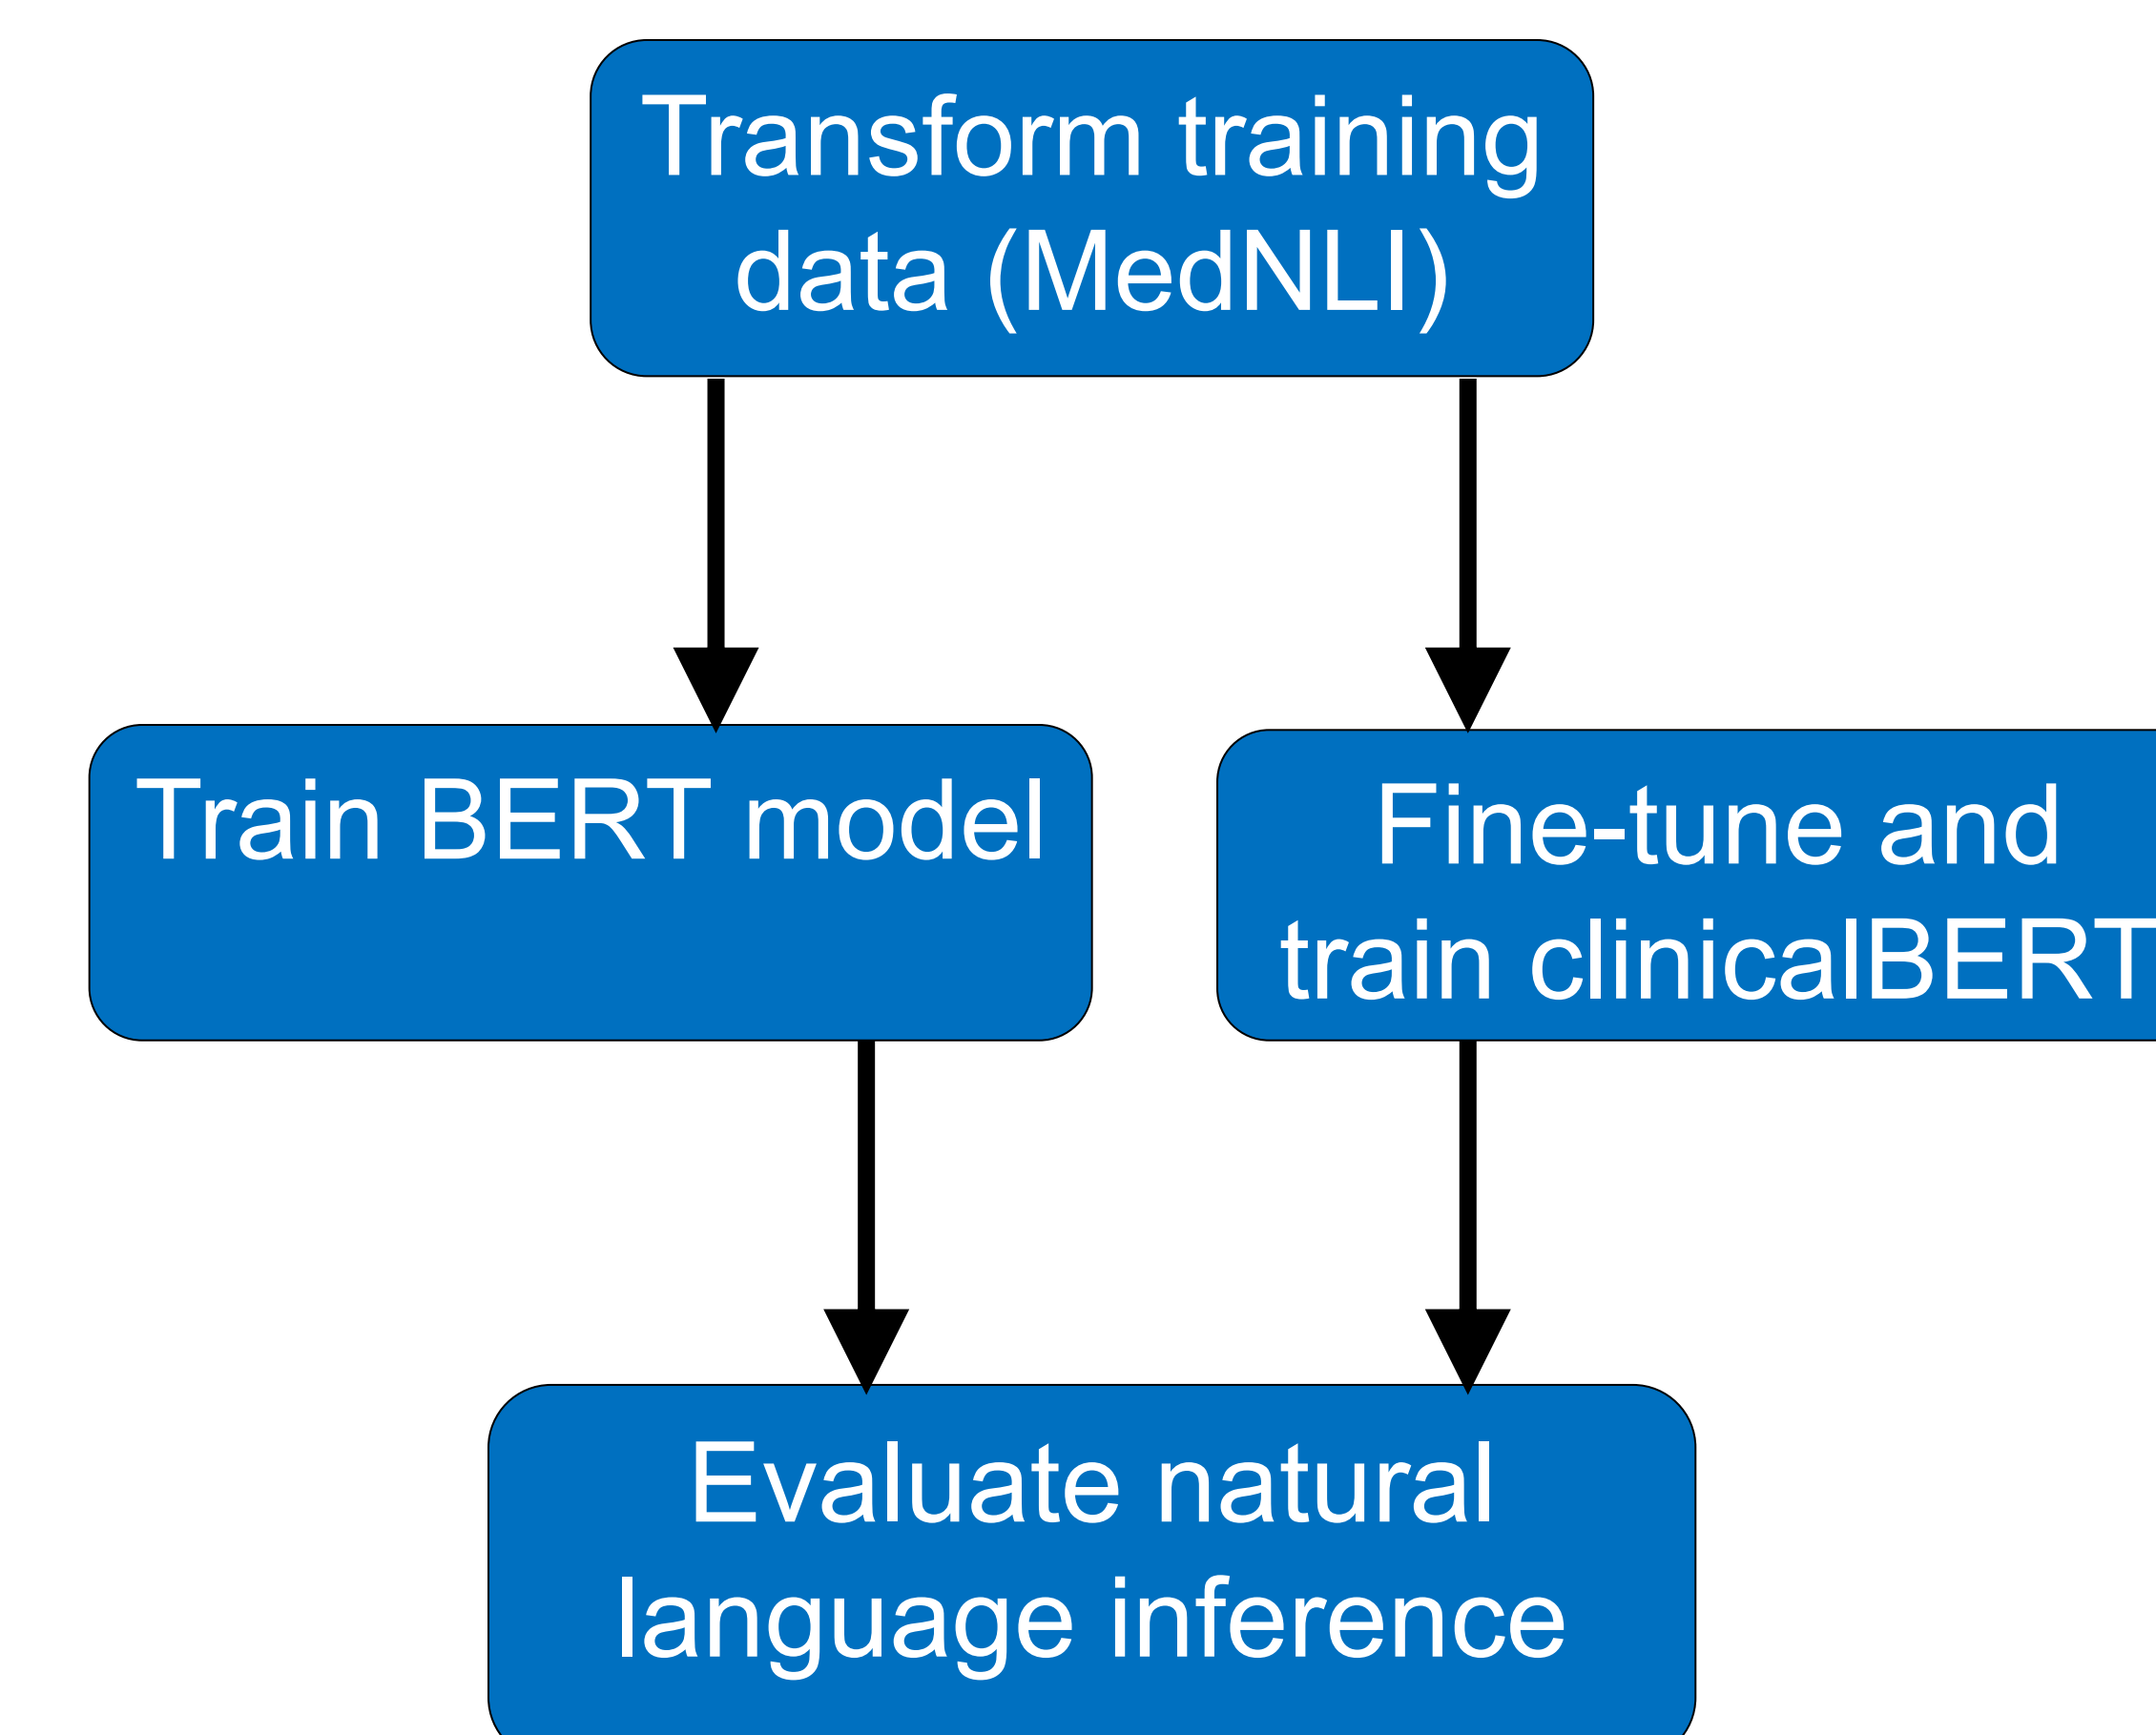 Transform training
data (MedNLI)
Train BERT model
Fine-tune and
train clinicalBERT
Evaluate natural
language inference